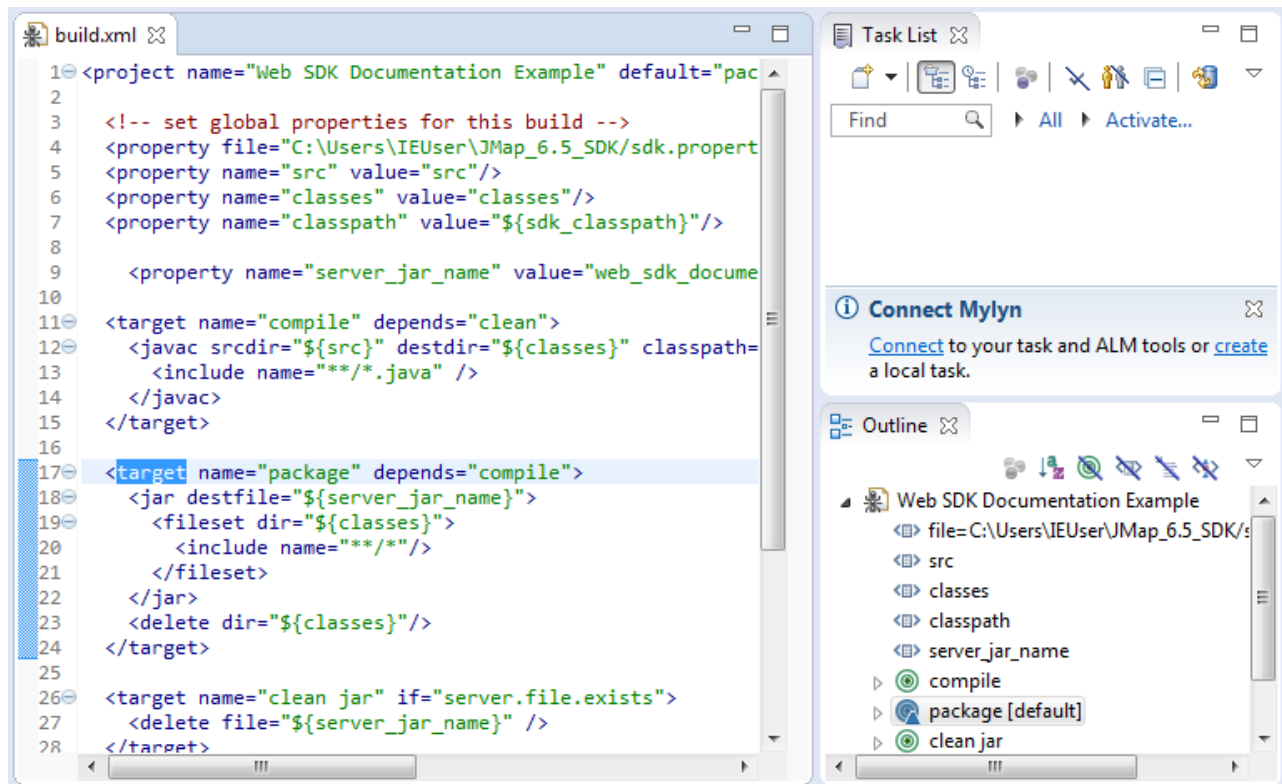 build.xml
1 <project name="Web SDK Documentation Example" default="pac
2
3 <!-- set global properties for this build -->
4 <property file="C:\Users\IEUser\JMap_6.5_SDK/sdk.propert
5 <property name="src" value="src"/>
6 <property name="classes" value="classes"/>
7 <property name="classpath" value="${sdk_classpath}"/>
8
9 <property name="server_jar_name" value="web_sdk_docume
10
11 <target name="compile" depends="clean">
12 <javac srcdir="${src}" destdir="${classes}" classpath=
13 <include name="**/*.java" />
14 </javac>
15 </target>
16
17 <target name="package" depends="compile">
18 <jar destfile="${server_jar_name}">
19 <fileset dir="${classes}">
20 <include name="**/*"/>
21 </fileset>
22 </jar>
23 <delete dir="${classes}"/>
24 </target>
25
26 <target name="clean jar" if="server.file.exists">
27 <delete file="${server_jar_name}" />
28 </target>
Task List
Find All Activate...
Connect Mylyn
Connect to your task and ALM tools or create
a local task.
Outline
Web SDK Documentation Example
file=C:\Users\IEUser\JMap_6.5_SDK/s
src
classes
classpath
server_jar_name
compile
package [default]
clean jar